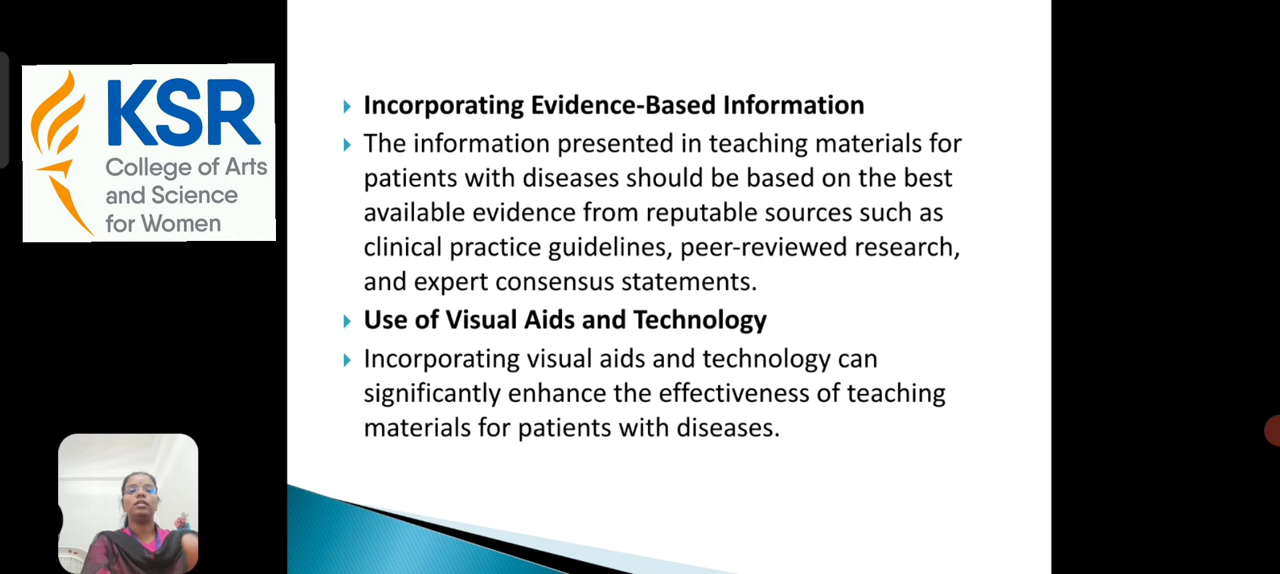 KSR
College of Arts
and Science
for Women
Incorporating Evidence-Based Information
The information presented in teaching materials for
patients with diseases should be based on the best
available evidence from reputable sources such as
clinical practice guidelines, peer-reviewed research,
and expert consensus statements.
Use of Visual Aids and Technology
Incorporating visual aids and technology can
significantly enhance the effectiveness of teaching
materials for patients with diseases.